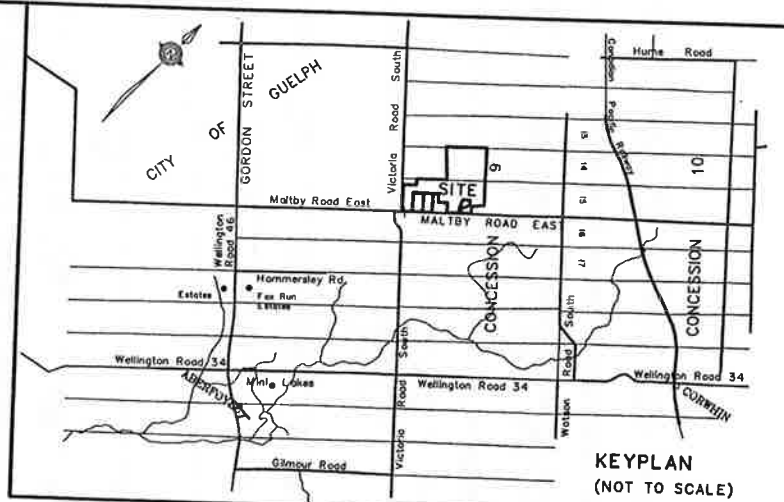 Hume Road
Canadian Pacific Railway
CITY OF GUELPH
GORDON STREET
Victoria Road South
15
14
15
16
17
9
10
SITE
Maltby Road East
MALTBY ROAD EAST
Wellington Road 46
Hammersley Rd.
Estates
Fox Run Estates
CONCESSION
CONCESSION
Wellington Road 34
Mini Lakes
Wellington Road 34
Wellington Road 34
ABERFOYLE
CORWHIN
Victoria Road South
Watson Road South
Gilmour Road
KEYPLAN
(NOT TO SCALE)